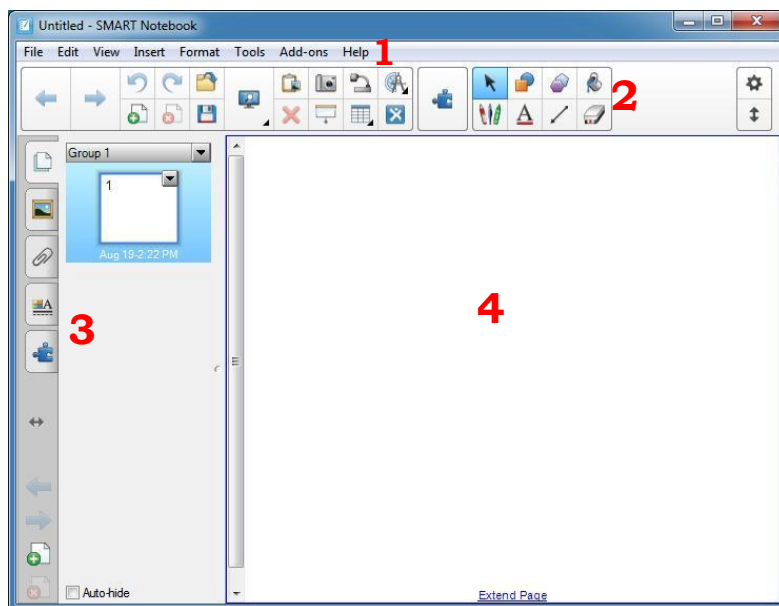 Untitled - SMART Notebook
File Edit View Insert Format Tools Add-ons Help 1
2
Group 1
1
Aug 19-2:22 PM
3
4
Auto-hide
Extend Page